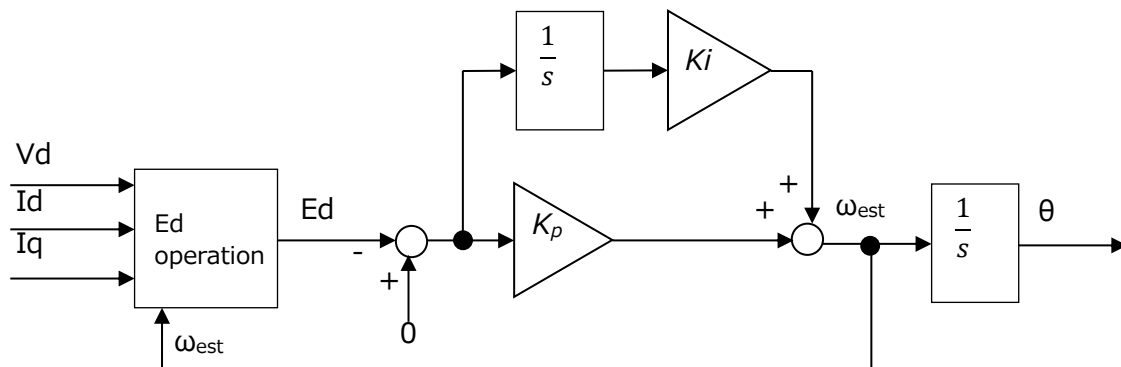 1
s
Ki
Vd
Id
Iq
Ed
operation
Ed
-
+
0
Kp
+
+
ωest
1
s
θ
ωest